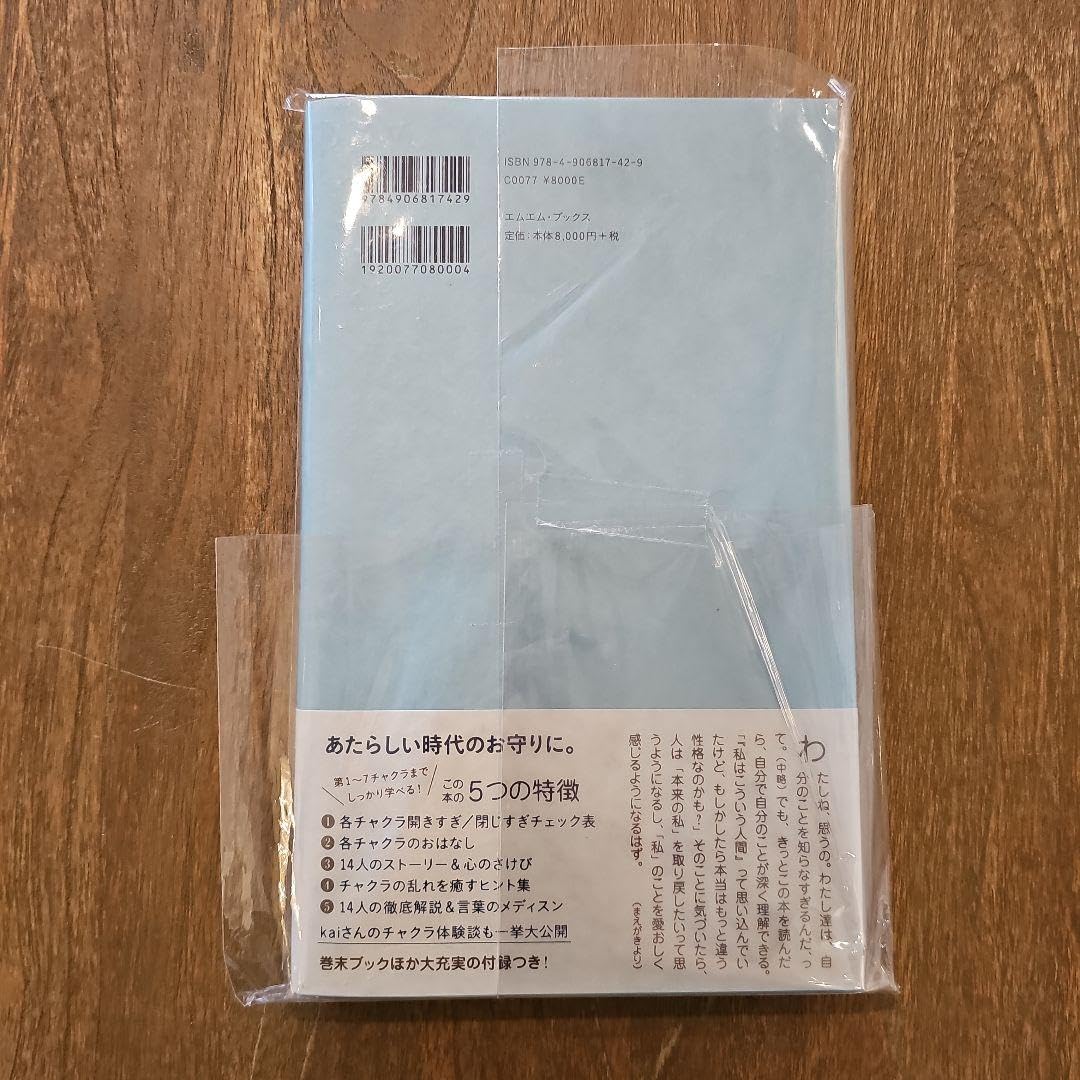 ISBN 978-4-906817-42-9
C0077 ¥8000E
9784906817429
エムエム・ブックス
定価：本体8,000円＋税
1920077080004
あたらしい時代のお守りに。
第1〜7チャクラまで
しっかり学べる！
この
本の
5つの特徴
❶ 各チャクラ開きすぎ／閉じすぎチェック表
❷ 各チャクラのおはなし
❸ 14人のストーリー＆心のさけび
❹ チャクラの乱れを癒すヒント集
❺ 14人の徹底解説＆言葉のメディスン
kaiさんのチャクラ体験談も一挙大公開
巻末ブックほか大充実の付録つき！
わたしね、思うの。わたし達は、自
分のことを知らなすぎるんだ、っ
て。（中略）でも、きっとこの本を読んだ
ら、自分で自分のことが深く理解できる。
『私はこういう人間』って思い込んでい
たけど、もしかしたら本当はもっと違う
性格なのかも？』そのことに気づいたら、
人は「本来の私」を取り戻したいって思
うようになるし、「私」のことを愛おしく
感じるようになるはず。
（まえがきより）